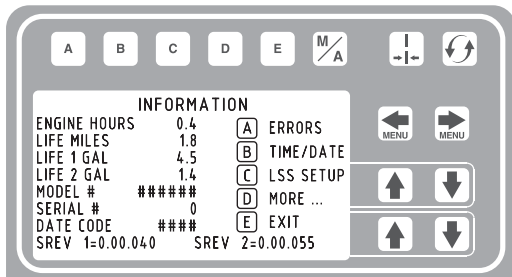 A B C D E M/A
INFORMATION
ENGINE HOURS 0.4 A ERRORS
LIFE MILES 1.8
LIFE 1 GAL 4.5 B TIME/DATE
LIFE 2 GAL 1.4 C LSS SETUP
MODEL # ###### D MORE ...
SERIAL # 0
DATE CODE #### E EXIT
SREV 1=0.00.040 SREV 2=0.00.055
MENU MENU